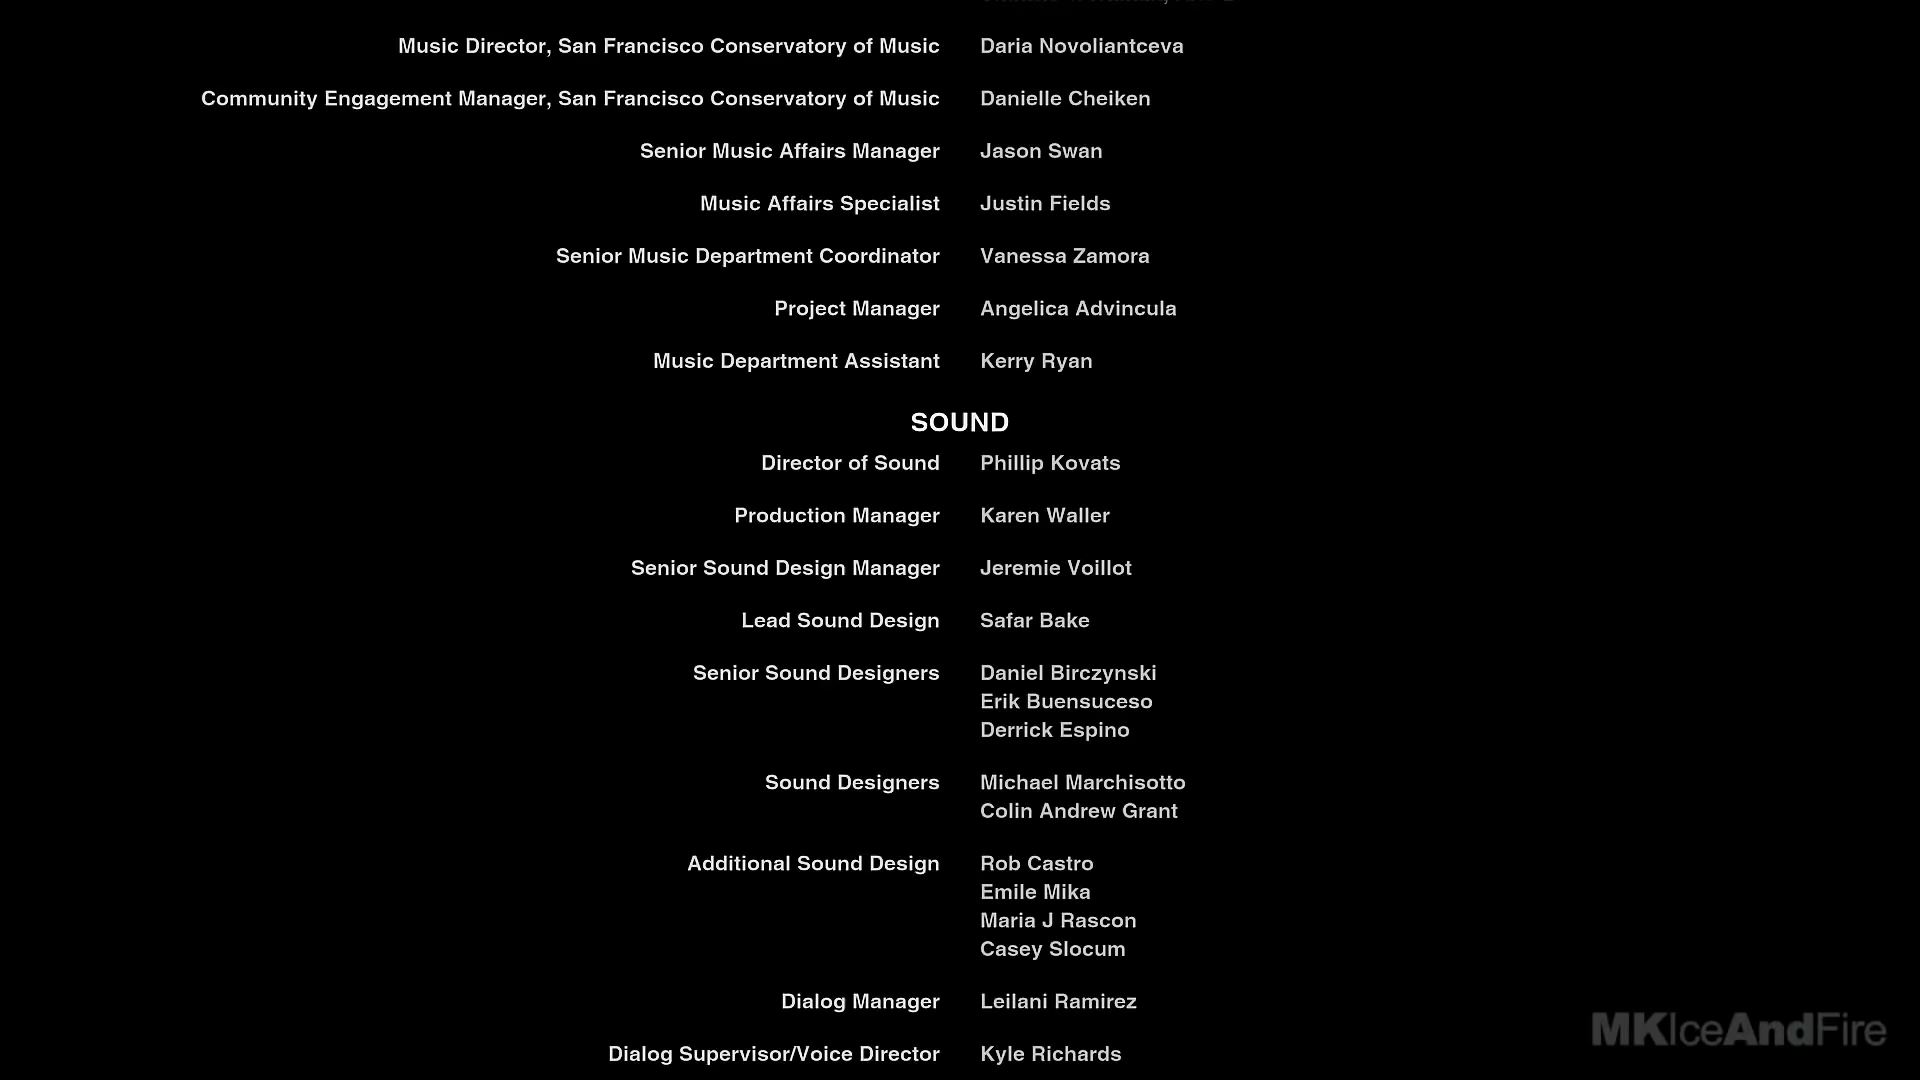 Music Director, San Francisco Conservatory of Music Daria Novoliantceva
Community Engagement Manager, San Francisco Conservatory of Music Danielle Cheiken
Senior Music Affairs Manager Jason Swan
Music Affairs Specialist Justin Fields
Senior Music Department Coordinator Vanessa Zamora
Project Manager Angelica Advincula
Music Department Assistant Kerry Ryan
SOUND
Director of Sound Phillip Kovats
Production Manager Karen Waller
Senior Sound Design Manager Jeremie Voillot
Lead Sound Design Safar Bake
Senior Sound Designers Daniel Birczynski
Erik Buensuceso
Derrick Espino
Sound Designers Michael Marchisotto
Colin Andrew Grant
Additional Sound Design Rob Castro
Emile Mika
Maria J Rascon
Casey Slocum
Dialog Manager Leilani Ramirez
Dialog Supervisor/Voice Director Kyle Richards
MKIceAndFire